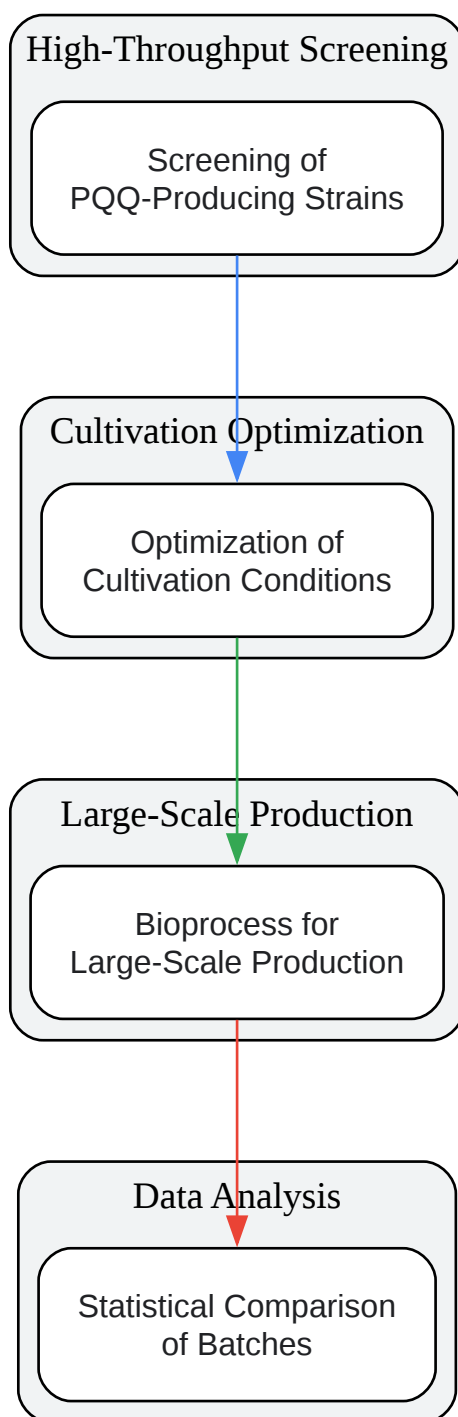 High-Throughput Screening
Screening of
PQQ-Producing Strains
Cultivation Optimization
Optimization of
Cultivation Conditions
Large-Scale Production
Bioprocess for
Large-Scale Production
Data Analysis
Statistical Comparison
of Batches